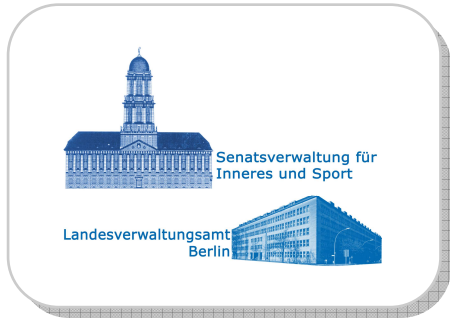 Senatsverwaltung für
Inneres und Sport
Landesverwaltungsamt
Berlin